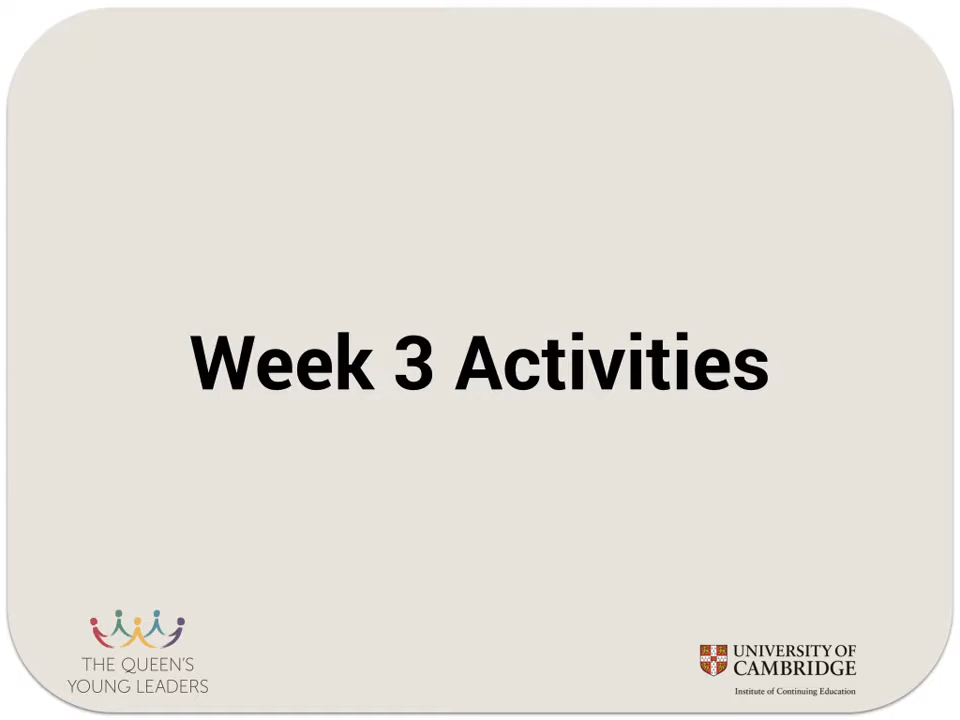 Week 3 Activities
THE QUEEN'S
YOUNG LEADERS
UNIVERSITY OF
CAMBRIDGE
Institute of Continuing Education